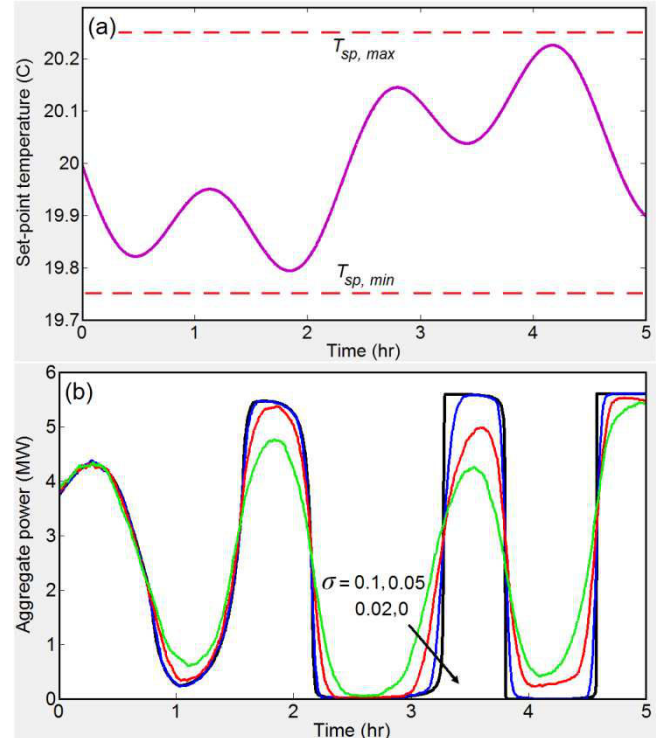 (a)
T_sp, max
T_sp, min
Set-point temperature (C)
20.2
20.1
20
19.9
19.8
19.7
0
1
2
3
4
5
Time (hr)
(b)
Aggregate power (MW)
6
5
4
3
2
1
0
σ = 0.1, 0.05
0.02, 0
0
1
2
3
4
5
Time (hr)